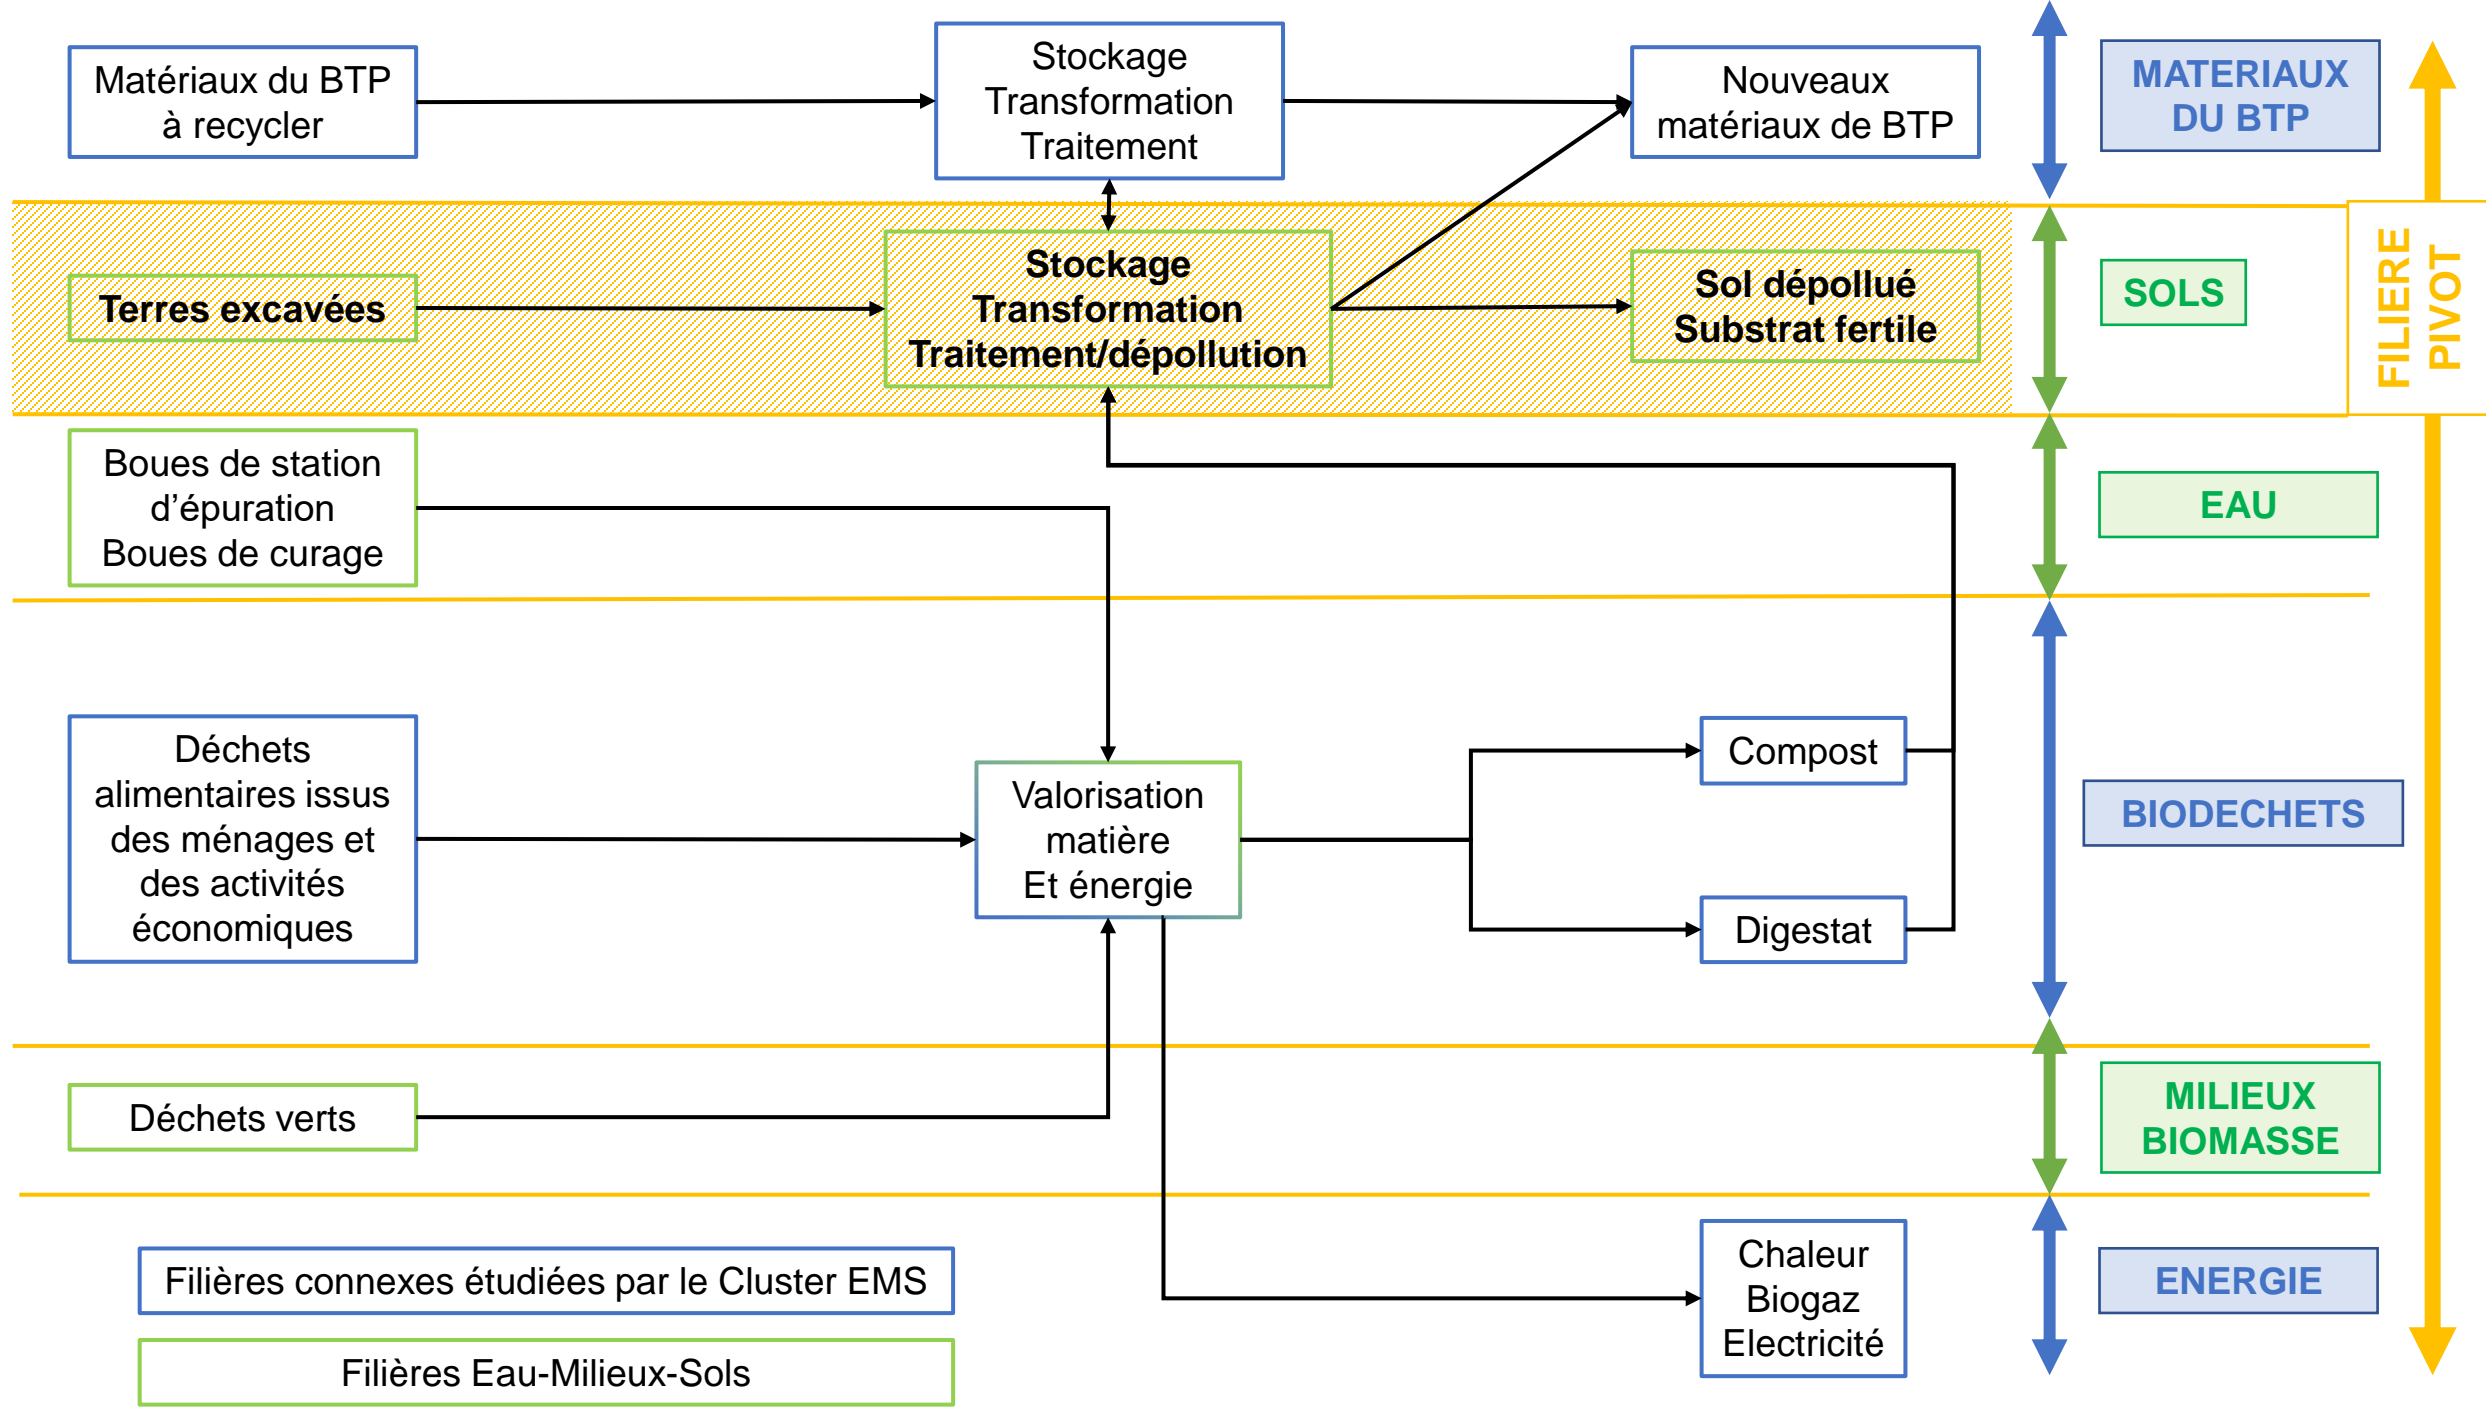 Matériaux du BTP
à recycler
Stockage
Transformation
Traitement
Nouveaux
matériaux de BTP
MATERIAUX
DU BTP
Terres excavées
Stockage
Transformation
Traitement/dépollution
Sol dépollué
Substrat fertile
SOLS
FILIERE
PIVOT
Boues de station
d’épuration
Boues de curage
EAU
Déchets
alimentaires issus
des ménages et
des activités
économiques
Valorisation
matière
Et énergie
Compost
Digestat
BIODECHETS
Déchets verts
MILIEUX
BIOMASSE
Chaleur
Biogaz
Electricité
ENERGIE
Filières connexes étudiées par le Cluster EMS
Filières Eau-Milieux-Sols